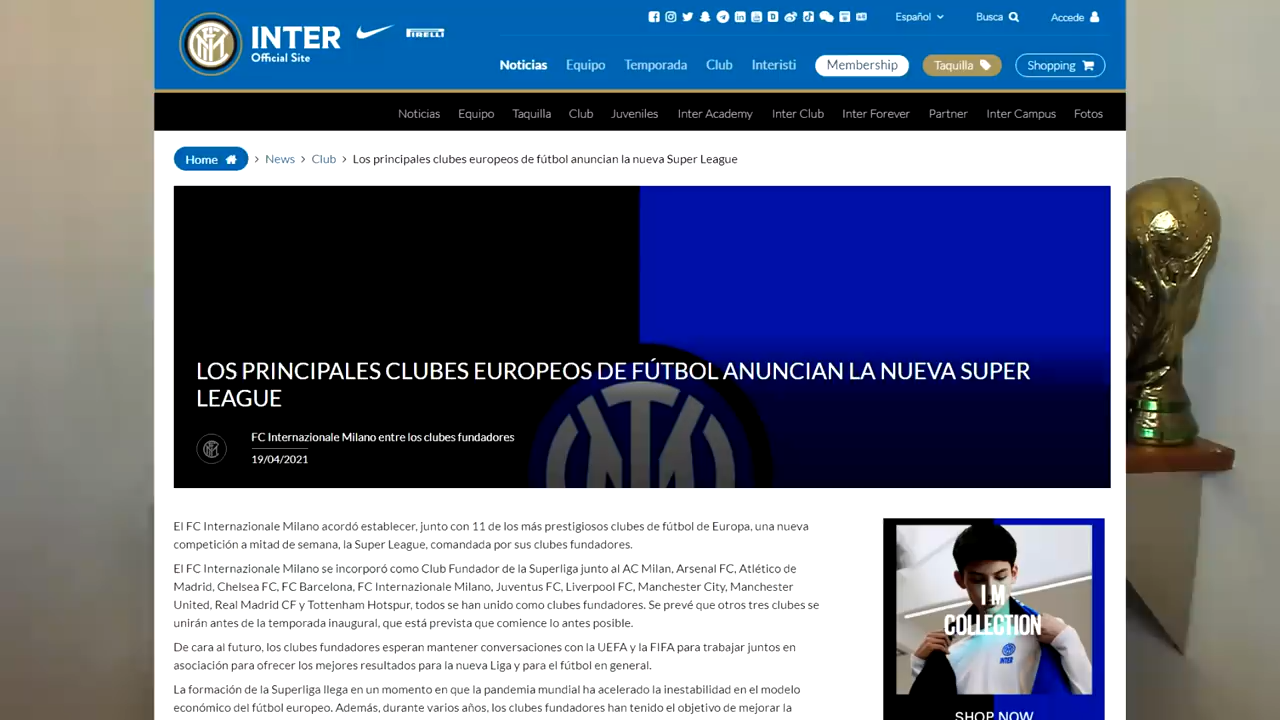 INTER
Official Site
PIRELLI
Español
Busca
Accede
Noticias
Equipo
Temporada
Club
Interisti
Membership
Taquilla
Shopping
Noticias
Equipo
Taquilla
Club
Juveniles
Inter Academy
Inter Club
Inter Forever
Partner
Inter Campus
Fotos
Home > News > Club > Los principales clubes europeos de fútbol anuncian la nueva Super League
LOS PRINCIPALES CLUBES EUROPEOS DE FÚTBOL ANUNCIAN LA NUEVA SUPER
LEAGUE
FC Internazionale Milano entre los clubes fundadores
19/04/2021
El FC Internazionale Milano acordó establecer, junto con 11 de los más prestigiosos clubes de fútbol de Europa, una nueva
competición a mitad de semana, la Super League, comandada por sus clubes fundadores.
El FC Internazionale Milano se incorporó como Club Fundador de la Superliga junto al AC Milan, Arsenal FC, Atlético de
Madrid, Chelsea FC, FC Barcelona, FC Internazionale Milano, Juventus FC, Liverpool FC, Manchester City, Manchester
United, Real Madrid CF y Tottenham Hotspur, todos se han unido como clubes fundadores. Se prevé que otros tres clubes se
unirán antes de la temporada inaugural, que está prevista que comience lo antes posible.
De cara al futuro, los clubes fundadores esperan mantener conversaciones con la UEFA y la FIFA para trabajar juntos en
asociación para ofrecer los mejores resultados para la nueva Liga y para el fútbol en general.
La formación de la Superliga llega en un momento en que la pandemia mundial ha acelerado la inestabilidad en el modelo
económico del fútbol europeo. Además, durante varios años, los clubes fundadores han tenido el objetivo de mejorar la
I M
COLLECTION
INTER
SHOP NOW